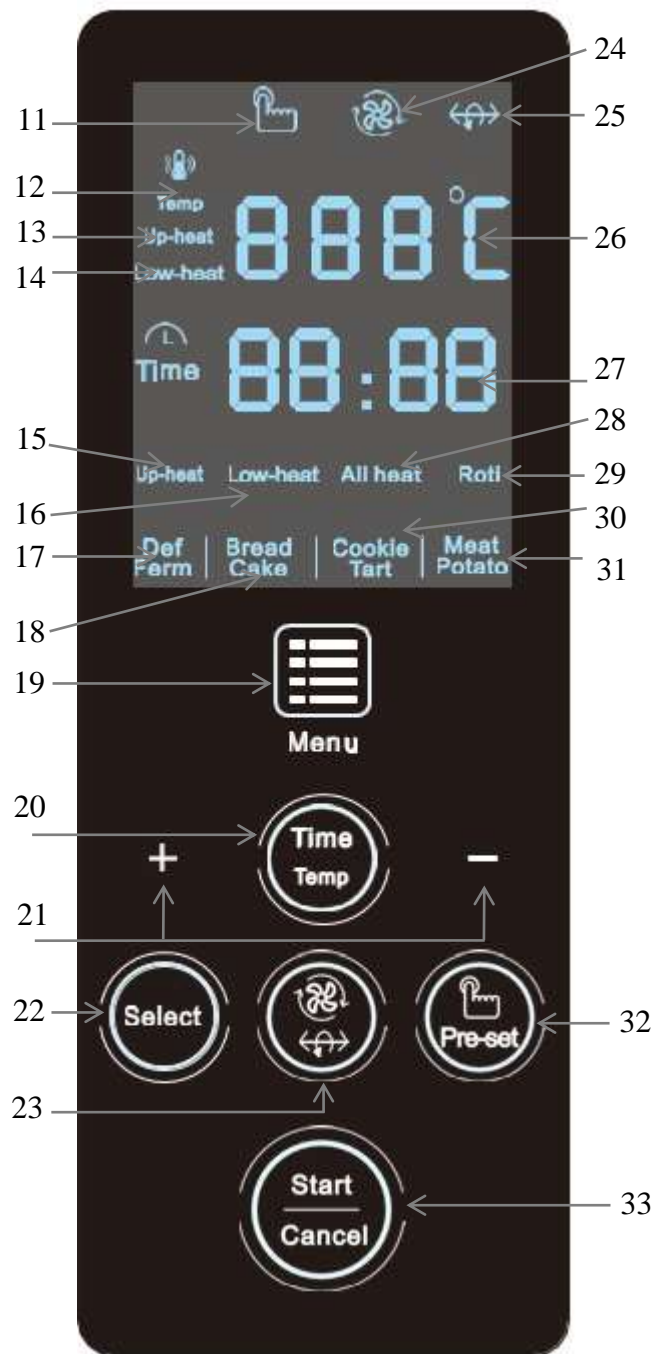 24
11
25
12
Temp
13
Up-heat
888°C
26
14
Low-heat
Time
88:88
27
28
15
Up-heat Low-heat All heat Roti
29
16
30
17
Def
Ferm
Bread
Cake
Cookie
Tart
Meat
Potato
31
18
19
Menu
20
Time
Temp
+
−
21
22
Select
Pre-set
32
23
Start
Cancel
33